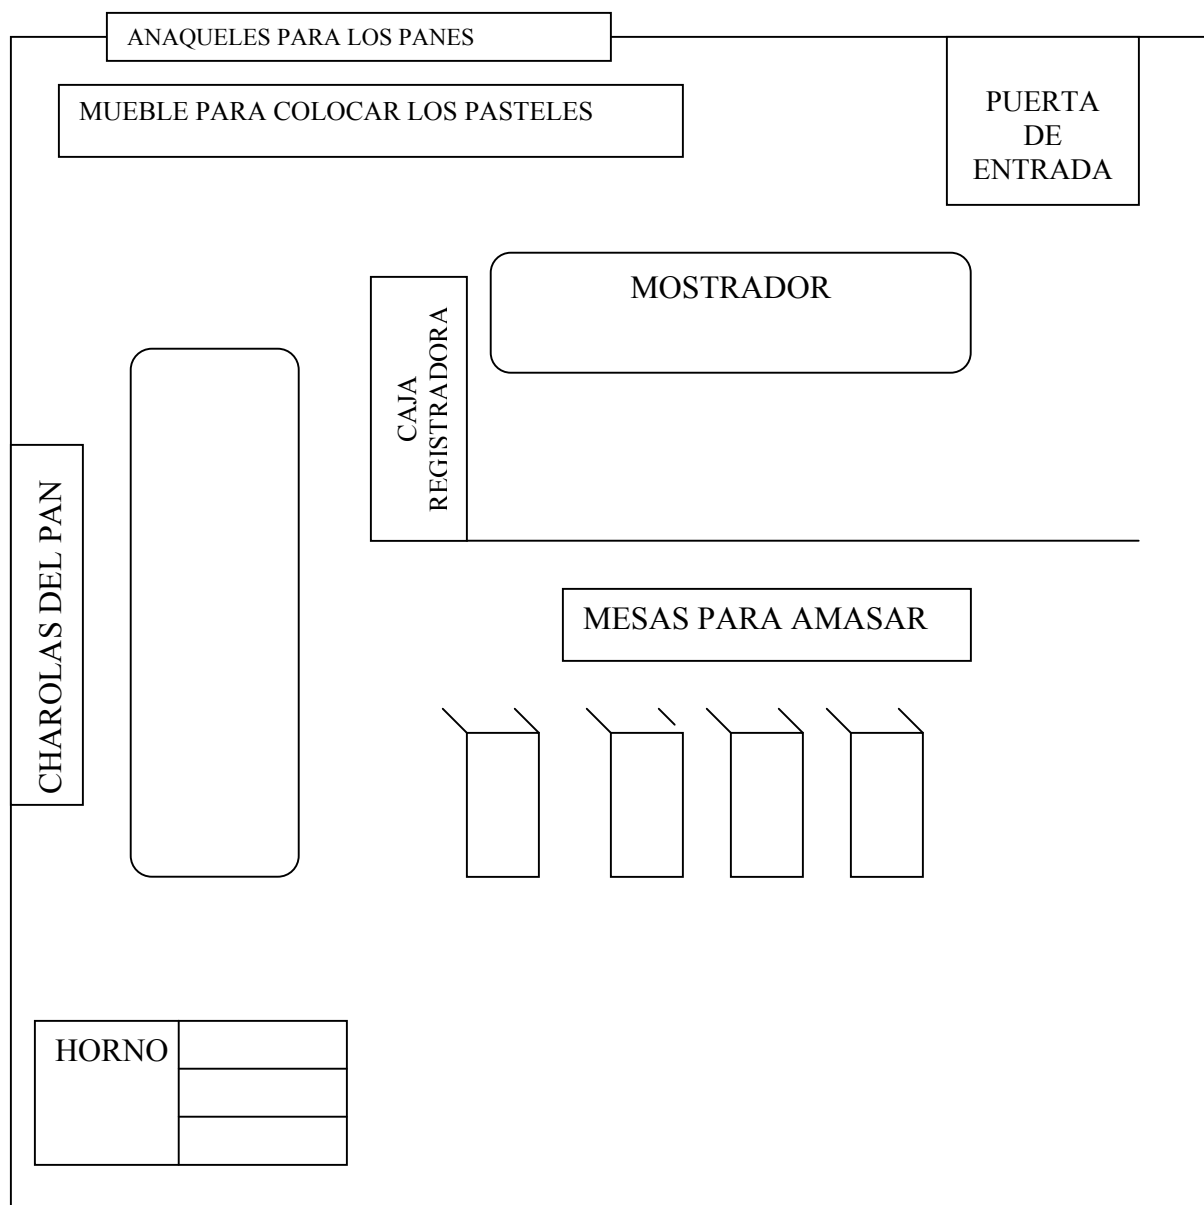 ANAQUELES PARA LOS PANES
MUEBLE PARA COLOCAR LOS PASTELES
PUERTA
DE
ENTRADA
MOSTRADOR
CAJA
REGISTRADORA
CHAROLAS DEL PAN
MESAS PARA AMASAR
HORNO